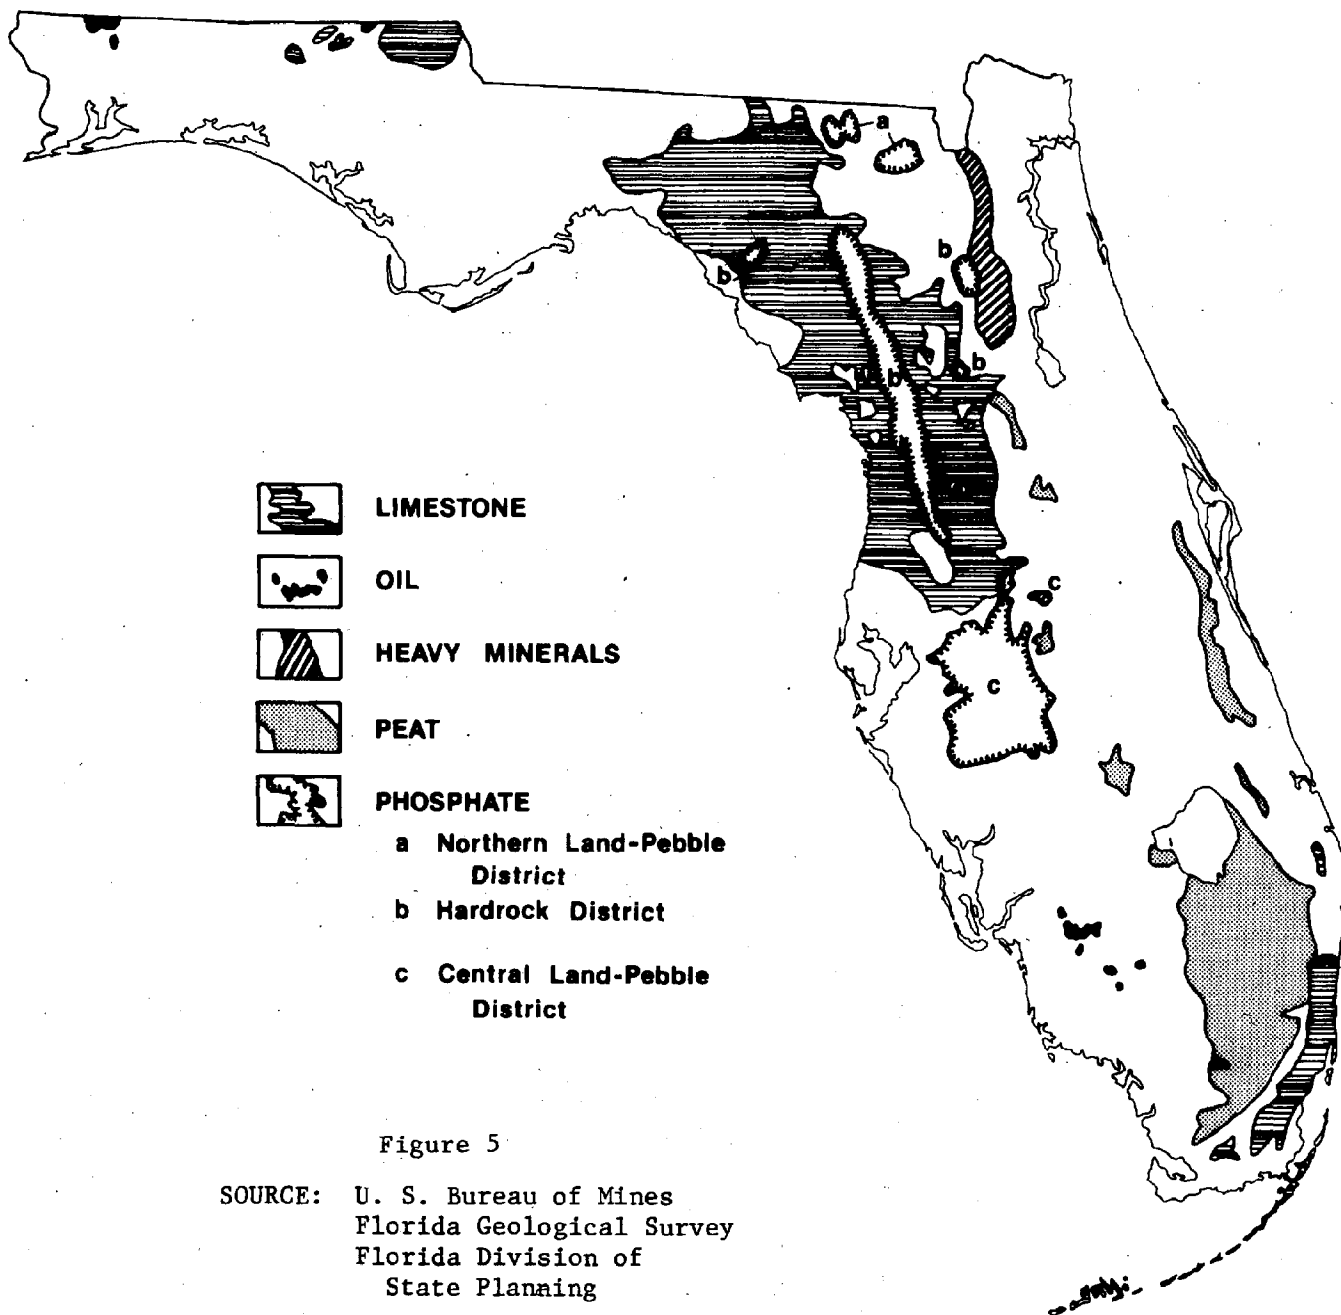 a
b
b
b
b
c
c
LIMESTONE
OIL
HEAVY MINERALS
PEAT
PHOSPHATE
a Northern Land-Pebble
District
b Hardrock District
c Central Land-Pebble
District
Figure 5
SOURCE: U. S. Bureau of Mines
Florida Geological Survey
Florida Division of
State Planning